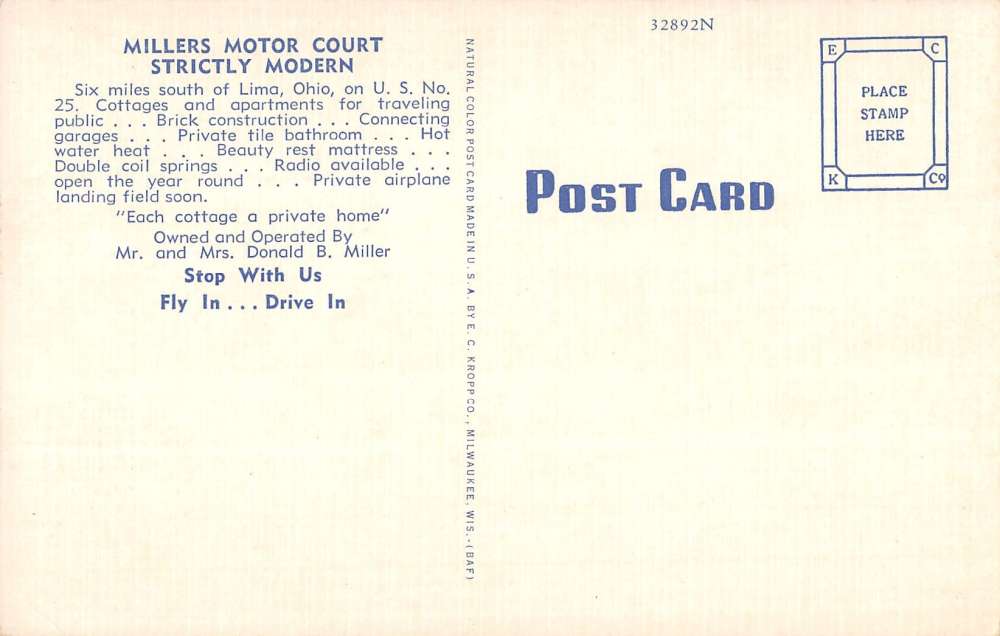 MILLERS MOTOR COURT
STRICTLY MODERN
Six miles south of Lima, Ohio, on U. S. No.
25. Cottages and apartments for traveling
public . . . Brick construction . . . Connecting
garages . . . Private tile bathroom . . . Hot
water heat . . . Beauty rest mattress . . .
Double coil springs . . . Radio available . . .
open the year round . . . Private airplane
landing field soon.
"Each cottage a private home"
Owned and Operated By
Mr. and Mrs. Donald B. Miller
Stop With Us
Fly In . . . Drive In
NATURAL COLOR POST CARD MADE IN U. S. A. BY E. C. KROPP CO., MILWAUKEE, WIS.-(BAF)
32892N
POST CARD
E C
PLACE
STAMP
HERE
K Co